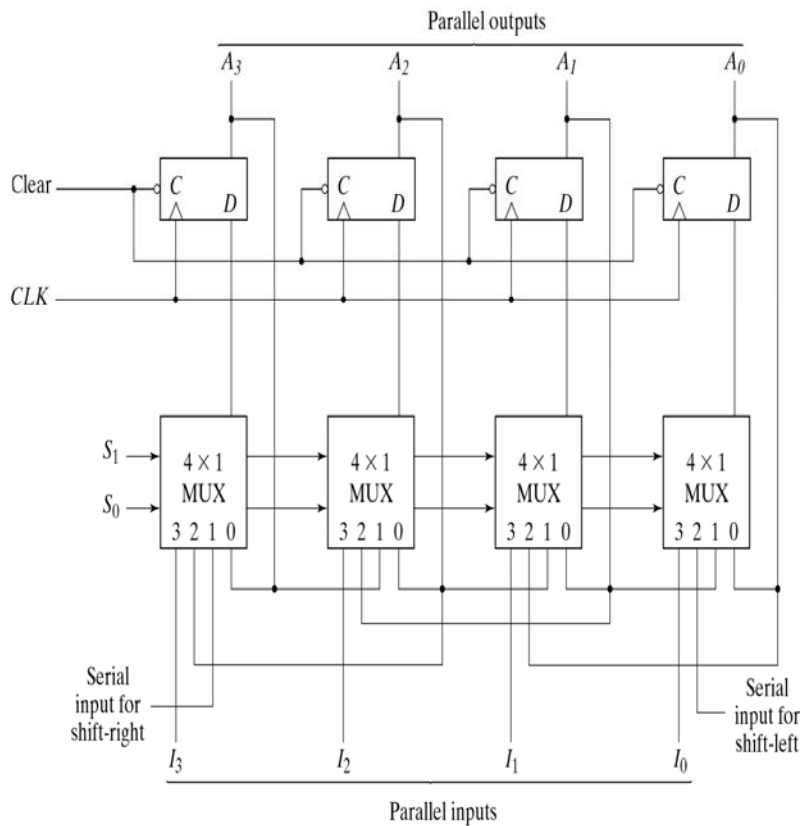 Parallel outputs
A3 A2 A1 A0
Clear C C C C
D D D D
CLK
S1 4 × 1 4 × 1 4 × 1 4 × 1
MUX MUX MUX MUX
S0
3 2 1 0 3 2 1 0 3 2 1 0 3 2 1 0
Serial
input for
shift-right
Serial
input for
shift-left
I3 I2 I1 I0
Parallel inputs